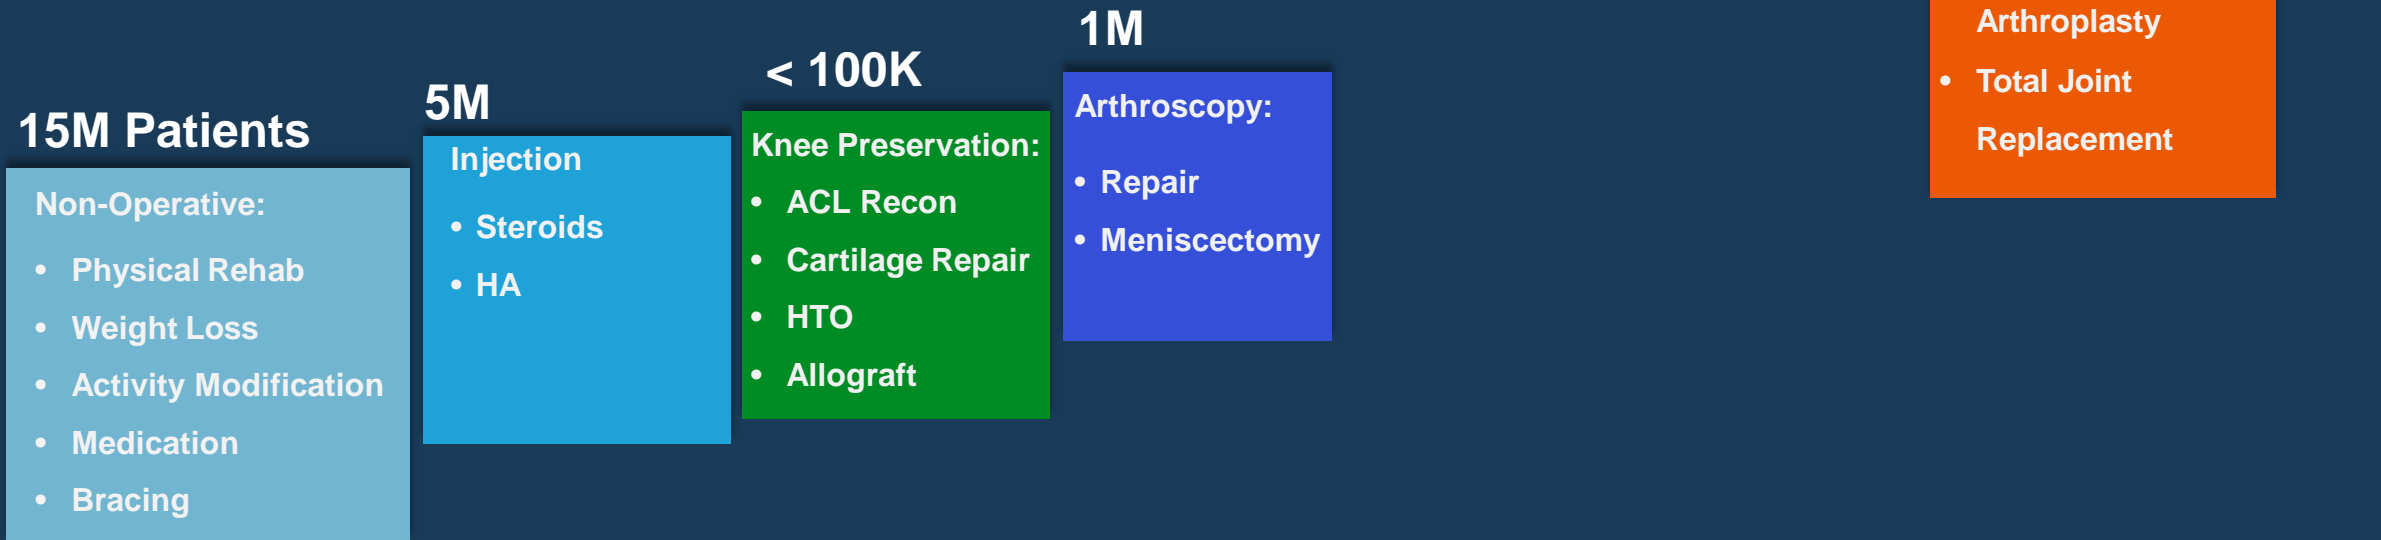 15M Patients
Non-Operative:
• Physical Rehab
• Weight Loss
• Activity Modification
• Medication
• Bracing
5M
Injection
• Steroids
• HA
< 100K
Knee Preservation:
• ACL Recon
• Cartilage Repair
• HTO
• Allograft
1M
Arthroscopy:
• Repair
• Meniscectomy
Arthroplasty
• Total Joint
Replacement